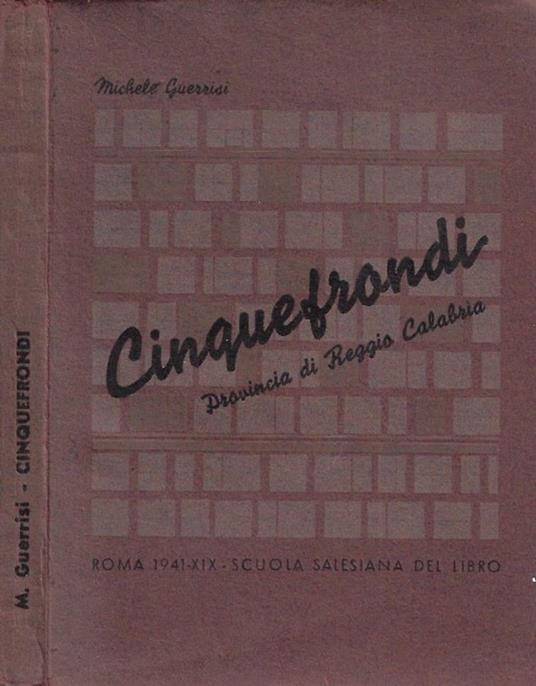 M. Guerrisi - CINQUEFRONDI
Michele Guerrisi
Cinquefrondi
Provincia di Reggio Calabria
ROMA 1941·XIX - SCUOLA SALESIANA DEL LIBRO